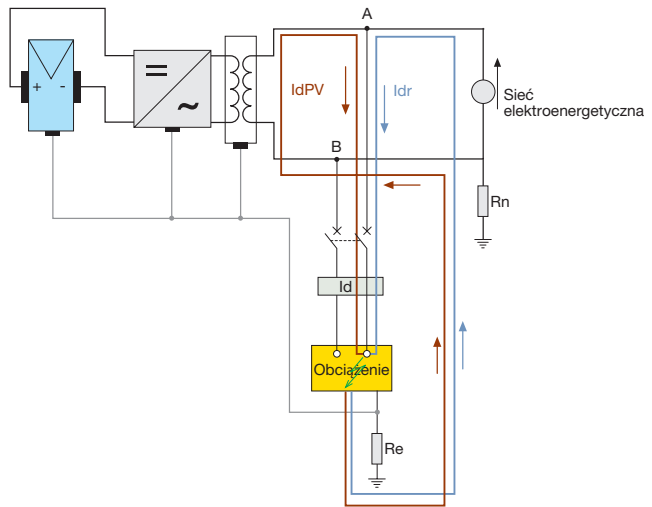 A
IdPV
Idr
+
-
Sieć
elektroenergetyczna
~
B
Rn
Id
Obciążenie
Re